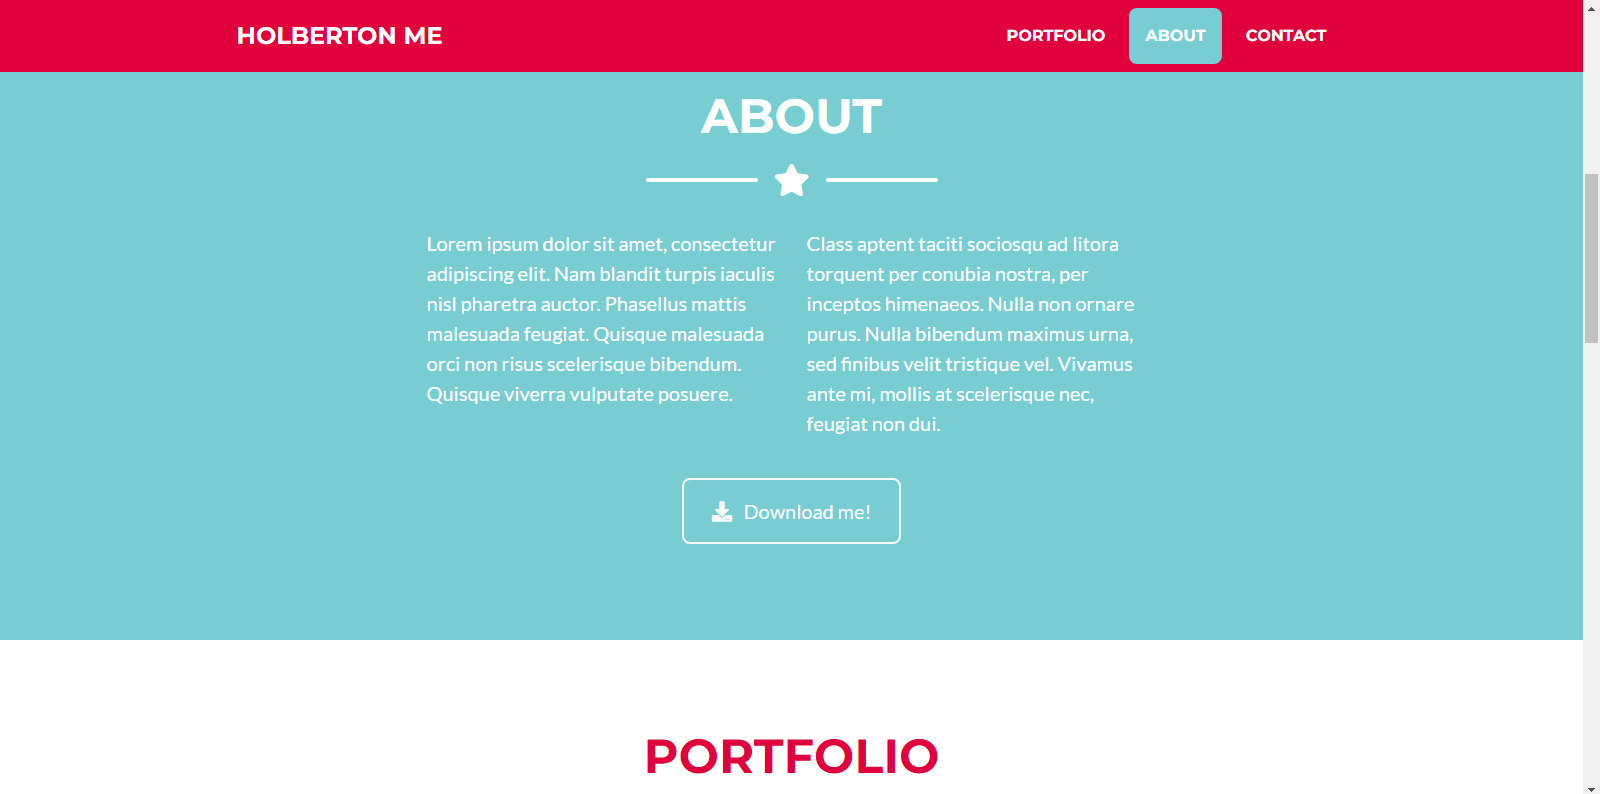 HOLBERTON ME
PORTFOLIO
ABOUT
CONTACT
ABOUT
Lorem ipsum dolor sit amet, consectetur
adipiscing elit. Nam blandit turpis iaculis
nisl pharetra auctor. Phasellus mattis
malesuada feugiat. Quisque malesuada
orci non risus scelerisque bibendum.
Quisque viverra vulputate posuere.
Class aptent taciti sociosqu ad litora
torquent per conubia nostra, per
inceptos himenaeos. Nulla non ornare
purus. Nulla bibendum maximus urna,
sed finibus velit tristique vel. Vivamus
ante mi, mollis at scelerisque nec,
feugiat non dui.
Download me!
PORTFOLIO